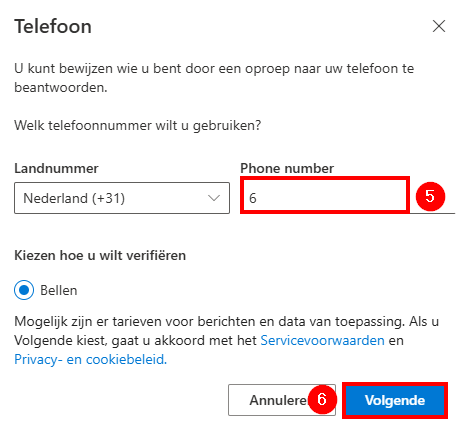 Telefoon
U kunt bewijzen wie u bent door een oproep naar uw telefoon te
beantwoorden.
Welk telefoonnummer wilt u gebruiken?
Landnummer Phone number
Nederland (+31) 6 5
Kiezen hoe u wilt verifiëren
Bellen
Mogelijk zijn er tarieven voor berichten en data van toepassing. Als u
Volgende kiest, gaat u akkoord met het Servicevoorwaarden en
Privacy- en cookiebeleid.
Annuleren 6 Volgende